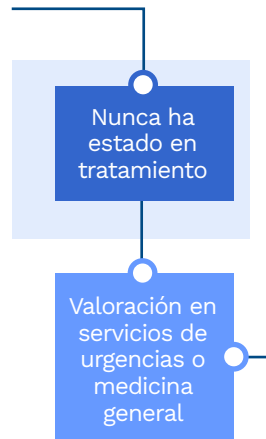 Nunca ha
estado en
tratamiento
Valoración en
servicios de
urgencias o
medicina
general